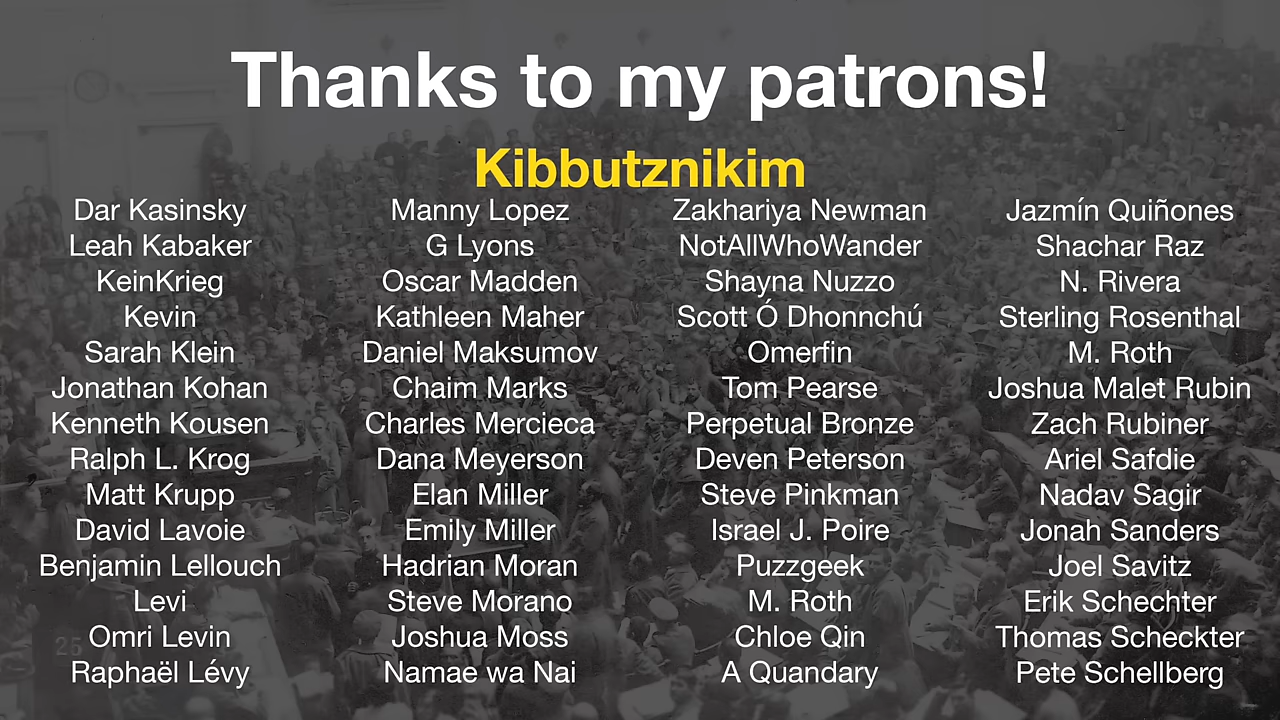 Thanks to my patrons!
Kibbutznikim
Dar Kasinsky
Leah Kabaker
KeinKrieg
Kevin
Sarah Klein
Jonathan Kohan
Kenneth Kousen
Ralph L. Krog
Matt Krupp
David Lavoie
Benjamin Lellouch
Levi
Omri Levin
Raphaël Lévy
Manny Lopez
G Lyons
Oscar Madden
Kathleen Maher
Daniel Maksumov
Chaim Marks
Charles Mercieca
Dana Meyerson
Elan Miller
Emily Miller
Hadrian Moran
Steve Morano
Joshua Moss
Namae wa Nai
Zakhariya Newman
NotAllWhoWander
Shayna Nuzzo
Scott Ó Dhonnchú
Omerfin
Tom Pearse
Perpetual Bronze
Deven Peterson
Steve Pinkman
Israel J. Poire
Puzzgeek
M. Roth
Chloe Qin
A Quandary
Jazmín Quiñones
Shachar Raz
N. Rivera
Sterling Rosenthal
M. Roth
Joshua Malet Rubin
Zach Rubiner
Ariel Safdie
Nadav Sagir
Jonah Sanders
Joel Savitz
Erik Schechter
Thomas Scheckter
Pete Schellberg
25